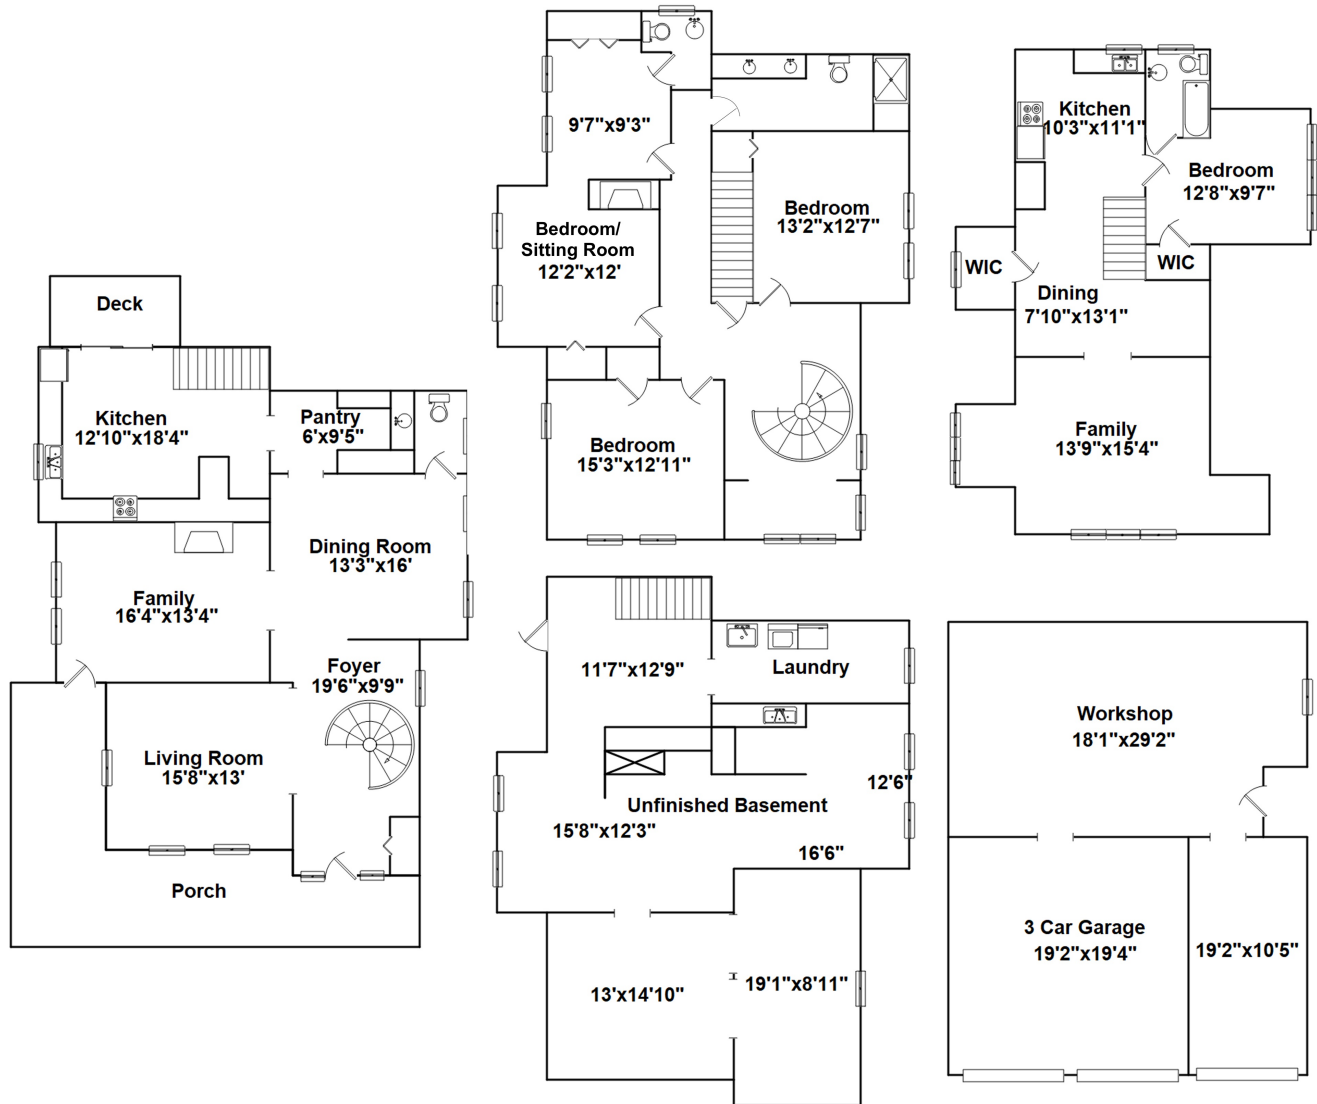 Deck
Kitchen
12'10"x18'4"
Pantry
6'x9'5"
Dining Room
13'3"x16'
Family
16'4"x13'4"
Foyer
19'6"x9'9"
Living Room
15'8"x13'
Porch
9'7"x9'3"
Bedroom/
Sitting Room
12'2"x12'
Bedroom
13'2"x12'7"
Bedroom
15'3"x12'11"
Kitchen
10'3"x11'1"
Bedroom
12'8"x9'7"
WIC
WIC
Dining
7'10"x13'1"
Family
13'9"x15'4"
11'7"x12'9"
Laundry
12'6"
Unfinished Basement
15'8"x12'3"
16'6"
13'x14'10"
19'1"x8'11"
Workshop
18'1"x29'2"
3 Car Garage
19'2"x19'4"
19'2"x10'5"